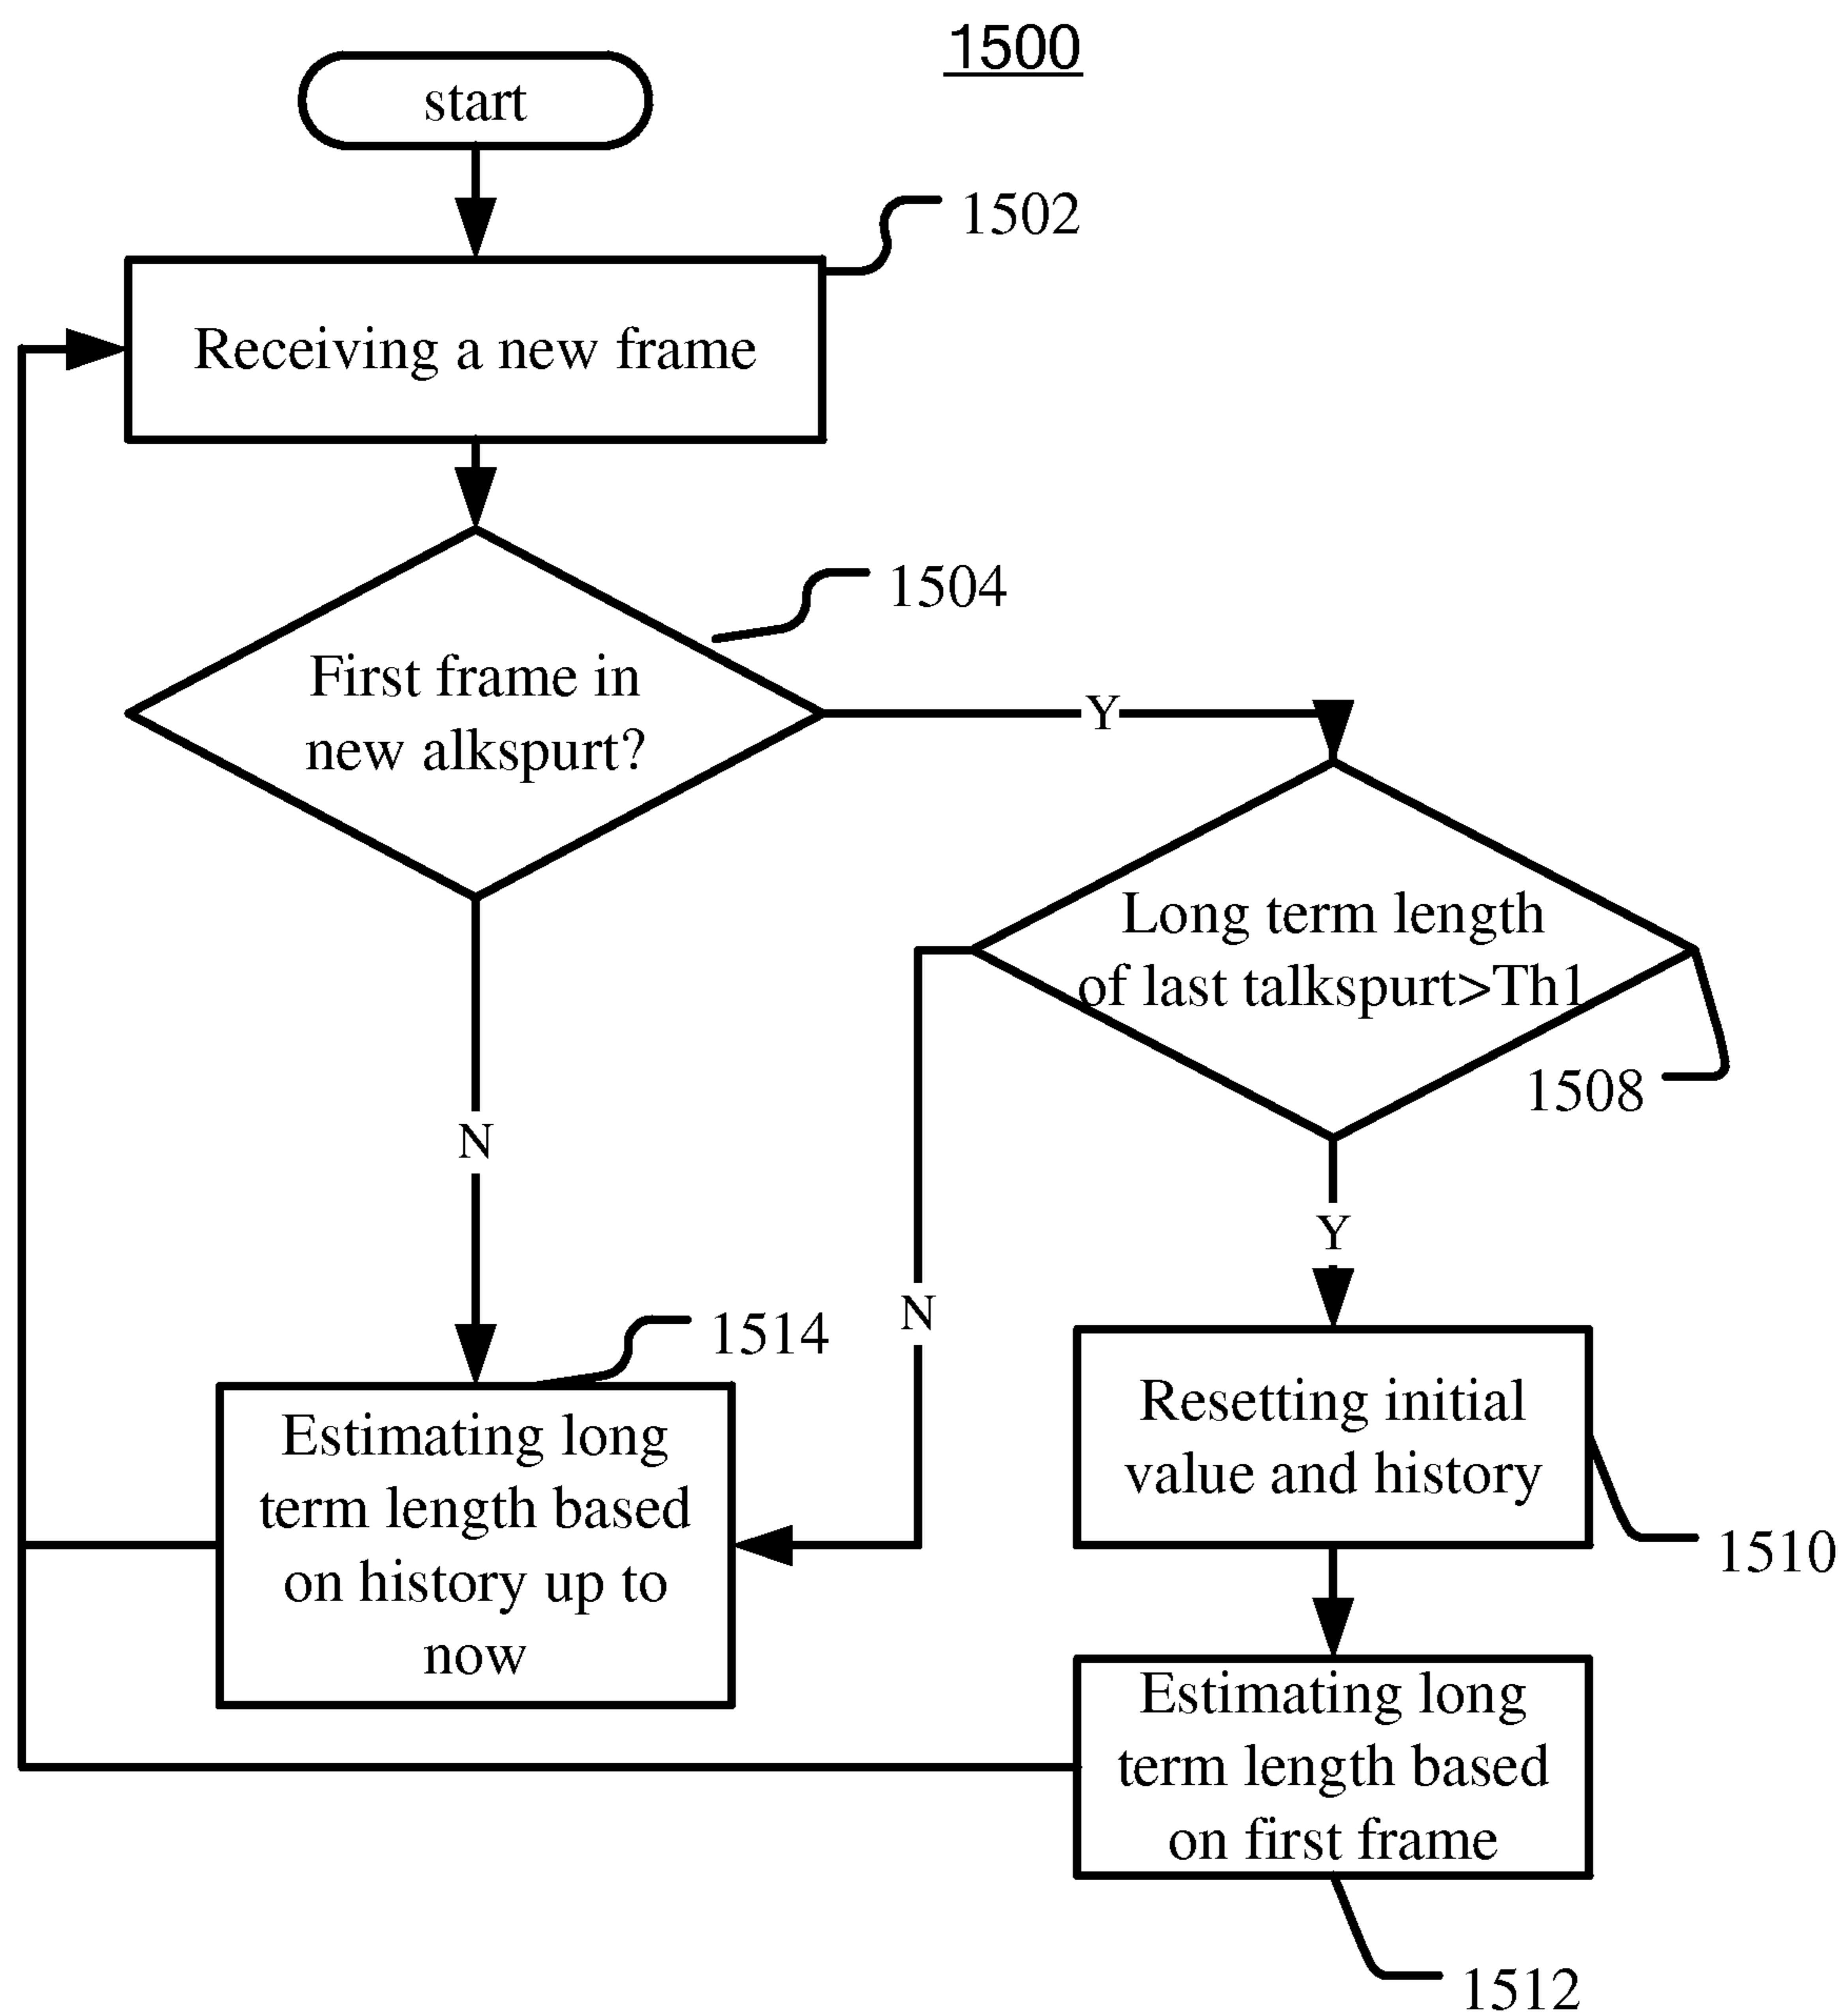 1500
start
1502
Receiving a new frame
1504
First frame in
new alkspurt?
Y
Long term length
of last talkspurt>Th1
1508
N
Y
N
1514
Estimating long
term length based
on history up to
now
Resetting initial
value and history
1510
Estimating long
term length based
on first frame
1512